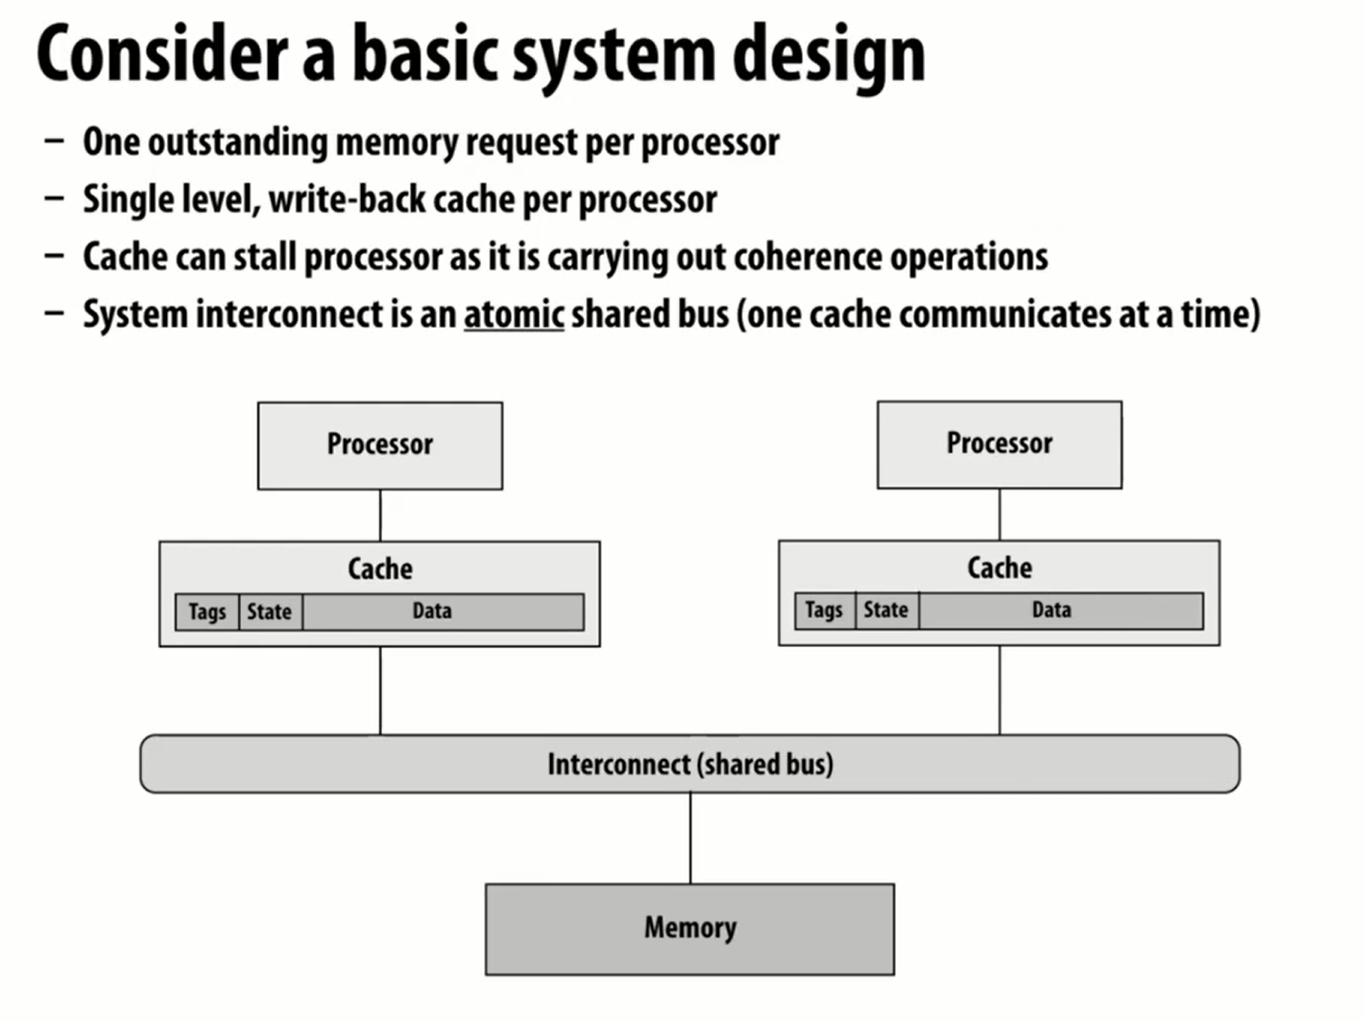 Consider a basic system design
– One outstanding memory request per processor
– Single level, write-back cache per processor
– Cache can stall processor as it is carrying out coherence operations
– System interconnect is an atomic shared bus (one cache communicates at a time)
Processor
Processor
Cache
Tags State Data
Cache
Tags State Data
Interconnect (shared bus)
Memory